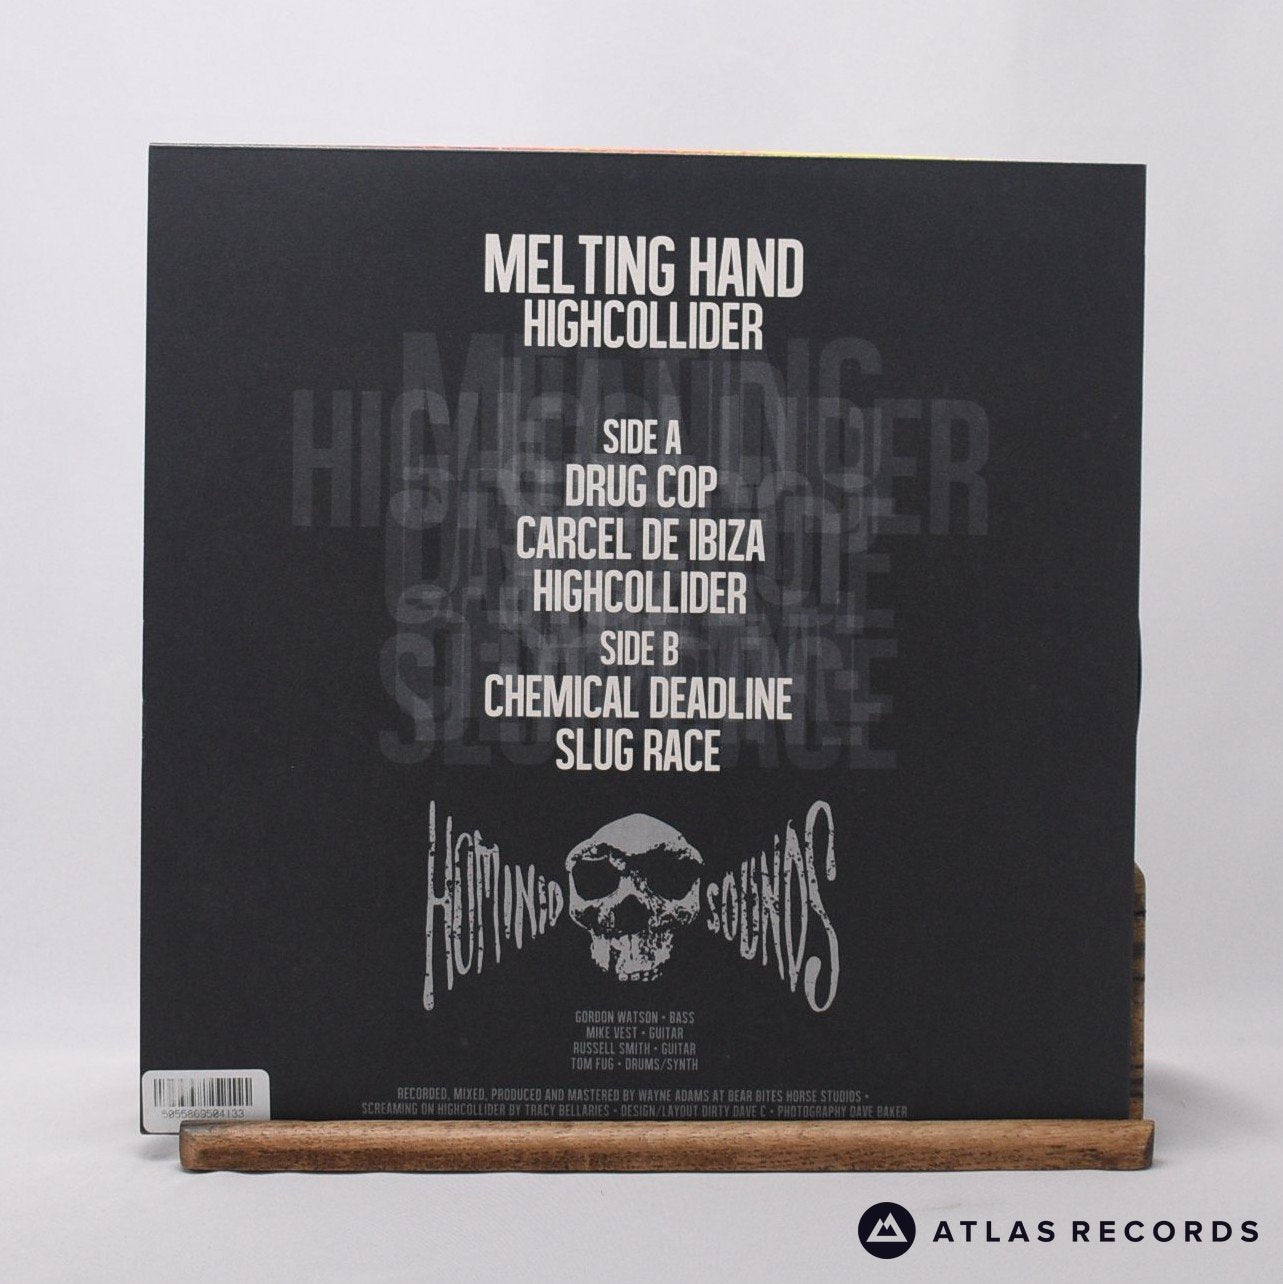 MELTING HAND
HIGHCOLLIDER
SIDE A
DRUG COP
CARCEL DE IBIZA
HIGHCOLLIDER
SIDE B
CHEMICAL DEADLINE
SLUG RACE
HOMINID SOUNDS
GORDON WATSON • BASS
MIKE VEST • GUITAR
RUSSELL SMITH • GUITAR
TOM FUG • DRUMS/SYNTH
RECORDED, MIXED, PRODUCED AND MASTERED BY WAYNE ADAMS AT BEAR BITES HORSE STUDIOS •
SCREAMING ON HIGHCOLLIDER BY TRACY BELLARIES • DESIGN/LAYOUT DIRTY DAVE C • PHOTOGRAPHY DAVE BAKER
5055869504133
ATLAS RECORDS